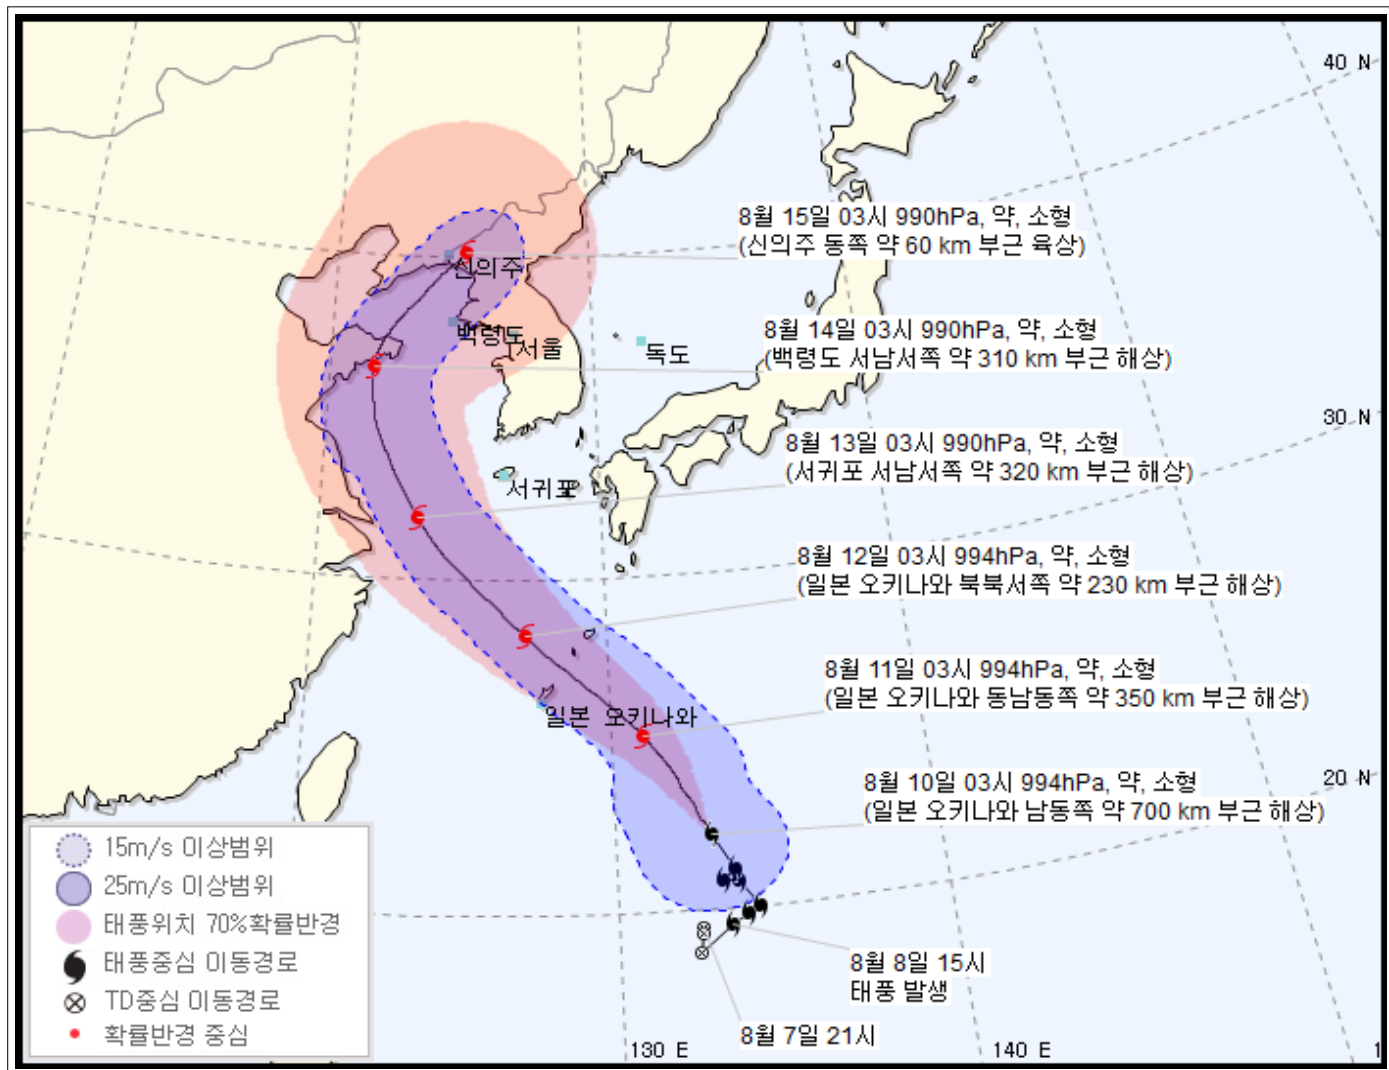 40 N
8월 15일 03시 990hPa, 약, 소형
(신의주 동쪽 약 60 km 부근 육상)
신의주
8월 14일 03시 990hPa, 약, 소형
(백령도 서남서쪽 약 310 km 부근 해상)
백령도
서울
독도
30 N
8월 13일 03시 990hPa, 약, 소형
(서귀포 서남서쪽 약 320 km 부근 해상)
서귀포
8월 12일 03시 994hPa, 약, 소형
(일본 오키나와 북북서쪽 약 230 km 부근 해상)
8월 11일 03시 994hPa, 약, 소형
(일본 오키나와 동남동쪽 약 350 km 부근 해상)
일본 오키나와
20 N
8월 10일 03시 994hPa, 약, 소형
(일본 오키나와 남동쪽 약 700 km 부근 해상)
15m/s 이상범위
25m/s 이상범위
태풍위치 70%확률반경
태풍중심 이동경로
TD중심 이동경로
확률반경 중심
8월 8일 15시
태풍 발생
8월 7일 21시
130 E
140 E
1